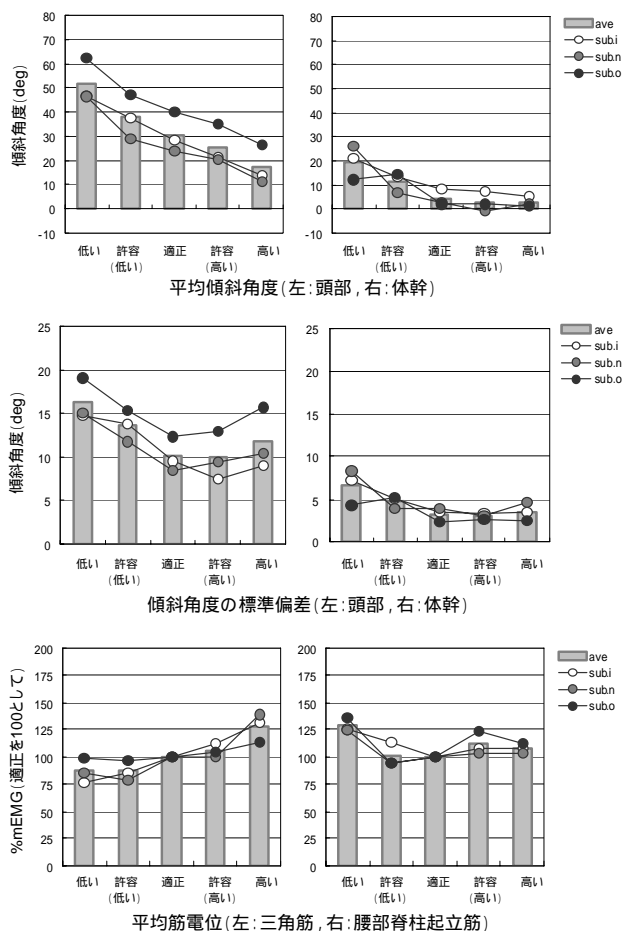 80
70
60
50
40
30
20
10
0
-10
傾斜角度(deg)
低い 許容 適正 許容 高い
(低い) (高い)
80
70
60
50
40
30
20
10
0
-10
低い 許容 適正 許容 高い
(低い) (高い)
ave
sub.i
sub.n
sub.o
平均傾斜角度(左:頭部,右:体幹)
25
20
15
10
5
0
傾斜角度(deg)
低い 許容 適正 許容 高い
(低い) (高い)
25
20
15
10
5
0
低い 許容 適正 許容 高い
(低い) (高い)
ave
sub.i
sub.n
sub.o
傾斜角度の標準偏差(左:頭部,右:体幹)
200
175
150
125
100
75
50
25
0
%mEMG(適正を100として)
低い 許容 適正 許容 高い
(低い) (高い)
200
175
150
125
100
75
50
25
0
低い 許容 適正 許容 高い
(低い) (高い)
ave
sub.i
sub.n
sub.o
平均筋電位(左:三角筋,右:腰部脊柱起立筋)